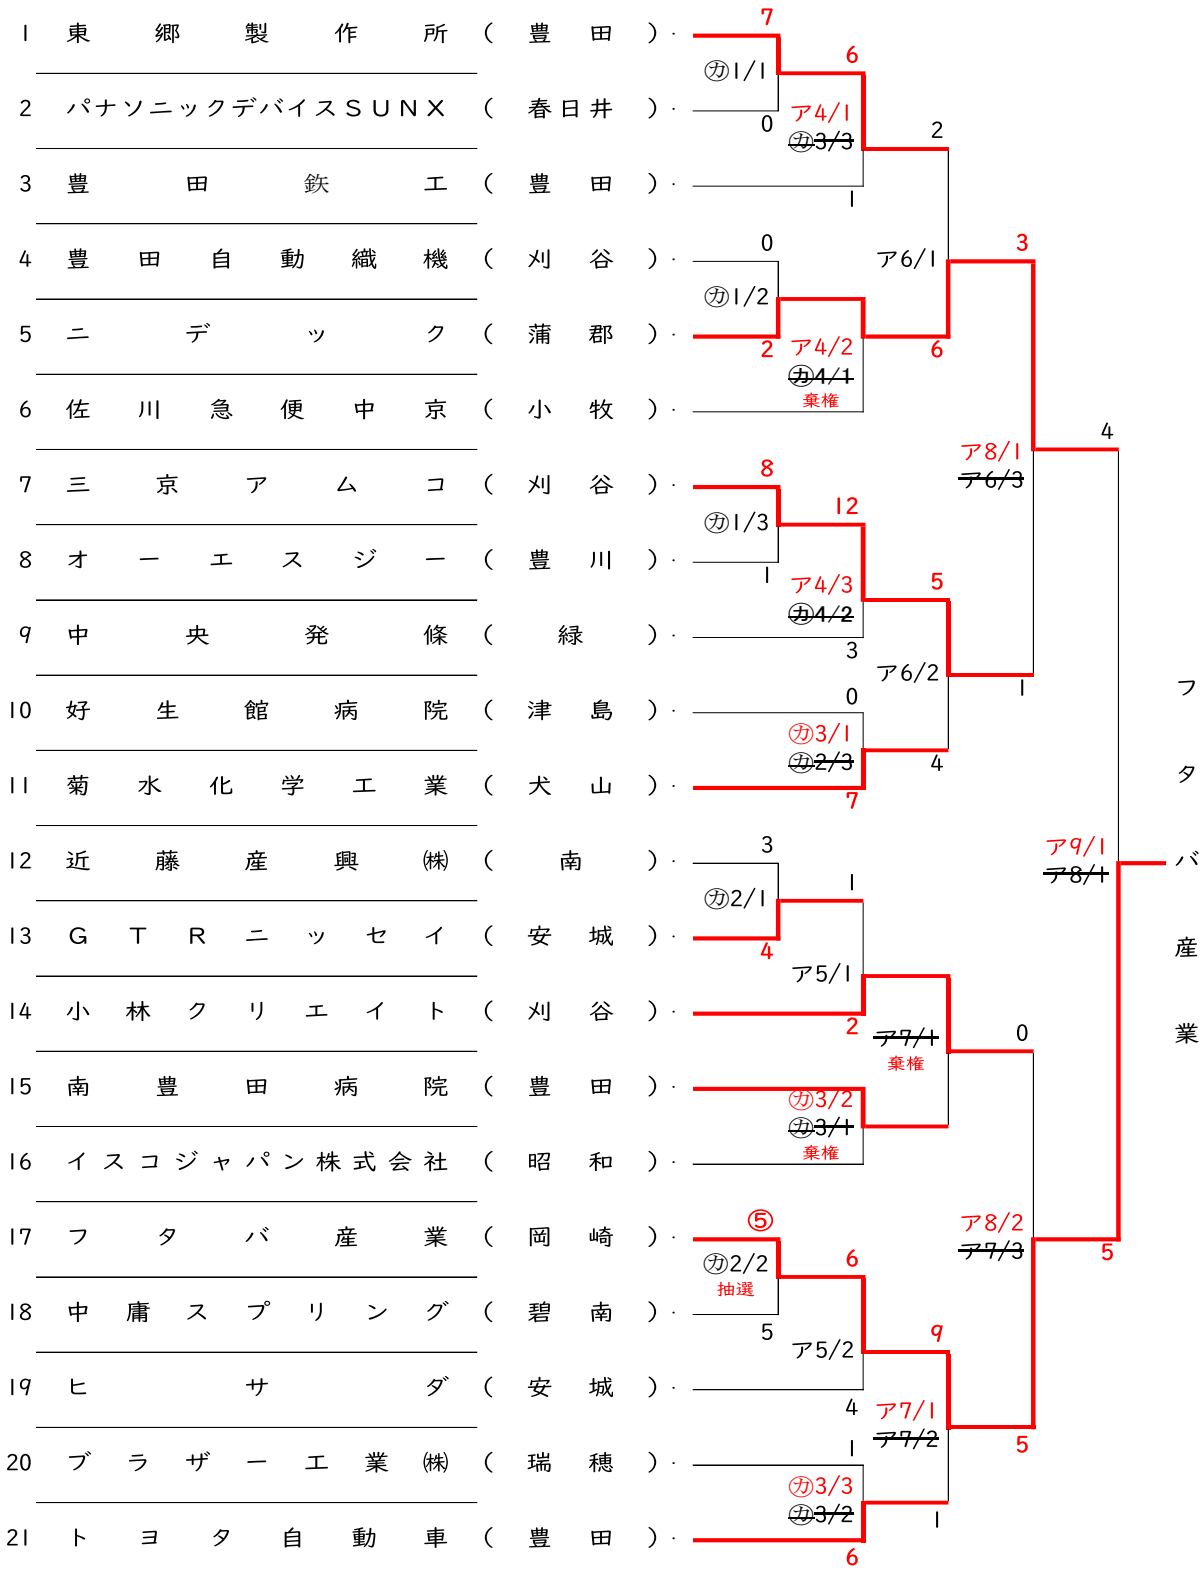 1 東郷製作所 (豊田)・
7
6
㋕1/1
2 パナソニックデバイスSUNX (春日井)・
0
ア4/1
㋕3/3
2
3 豊田鉄工 (豊田)・
1
4 豊田自動織機 (刈谷)・
0
ア6/1
3
㋕1/2
5 ニデック (蒲郡)・
2
ア4/2
6
㋕4/1
棄権
6 佐川急便中京 (小牧)・
4
ア8/1
ア6/3
7 三京アムコ (刈谷)・
8
12
㋕1/3
8 オーエスジー (豊川)・
1
ア4/3
5
㋕4/2
9 中央発條 (緑)・
3
ア6/2
1
フタバ産業
10 好生館病院 (津島)・
0
㋕3/1
㋕2/3
4
11 菊水化学工業 (犬山)・
7
12 近藤産興㈱ (南)・
3
ア9/1
ア8/1
1
㋕2/1
13 GTRニッセイ (安城)・
4
ア5/1
14 小林クリエイト (刈谷)・
2
ア7/1
棄権
0
15 南豊田病院 (豊田)・
㋕3/2
㋕3/1
棄権
16 イスコジャパン株式会社 (昭和)・
17 フタバ産業 (岡崎)・
⑤
ア8/2
ア7/3
5
6
㋕2/2
抽選
18 中庸スプリング (碧南)・
5
ア5/2
9
19 ヒサダ (安城)・
4
ア7/1
ア7/2
5
20 ブラザー工業㈱ (瑞穂)・
1
㋕3/3
㋕3/2
1
21 トヨタ自動車 (豊田)・
6